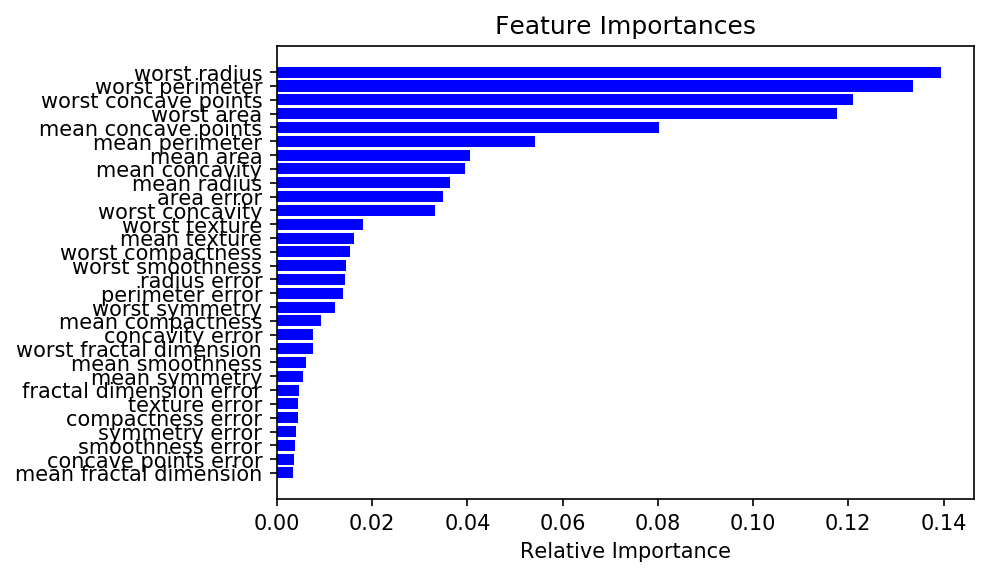 Feature Importances
worst radius
worst perimeter
worst concave points
worst area
mean concave points
mean perimeter
mean area
mean concavity
mean radius
area error
worst concavity
worst texture
mean texture
worst compactness
worst smoothness
radius error
perimeter error
worst symmetry
mean compactness
concavity error
worst fractal dimension
mean smoothness
mean symmetry
fractal dimension error
texture error
compactness error
symmetry error
smoothness error
concave points error
mean fractal dimension
0.00 0.02 0.04 0.06 0.08 0.10 0.12 0.14
Relative Importance